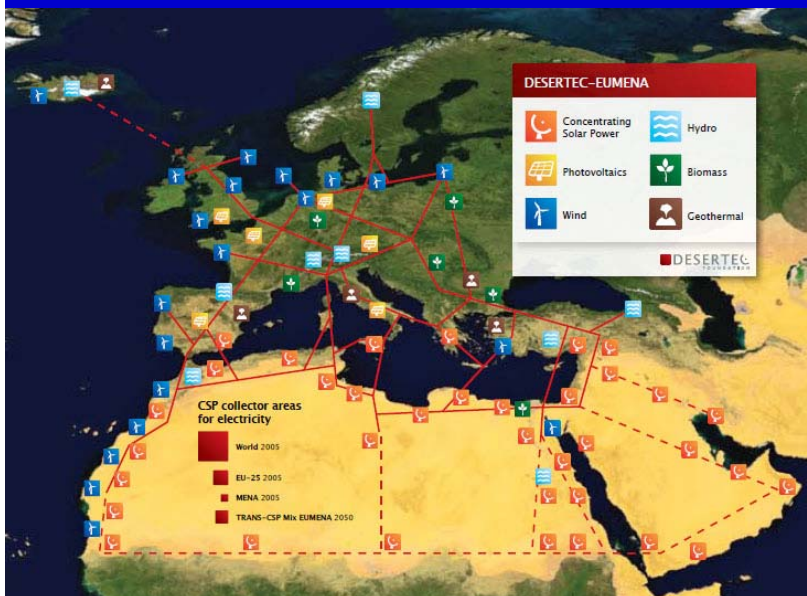 DESERTEC–EUMENA
Concentrating
Solar Power
Hydro
Photovoltaics
Biomass
Wind
Geothermal
DESERTEC
FOUNDATION
CSP collector areas
for electricity
World 2005
EU-25 2005
MENA 2005
TRANS-CSP Mix EUMENA 2050